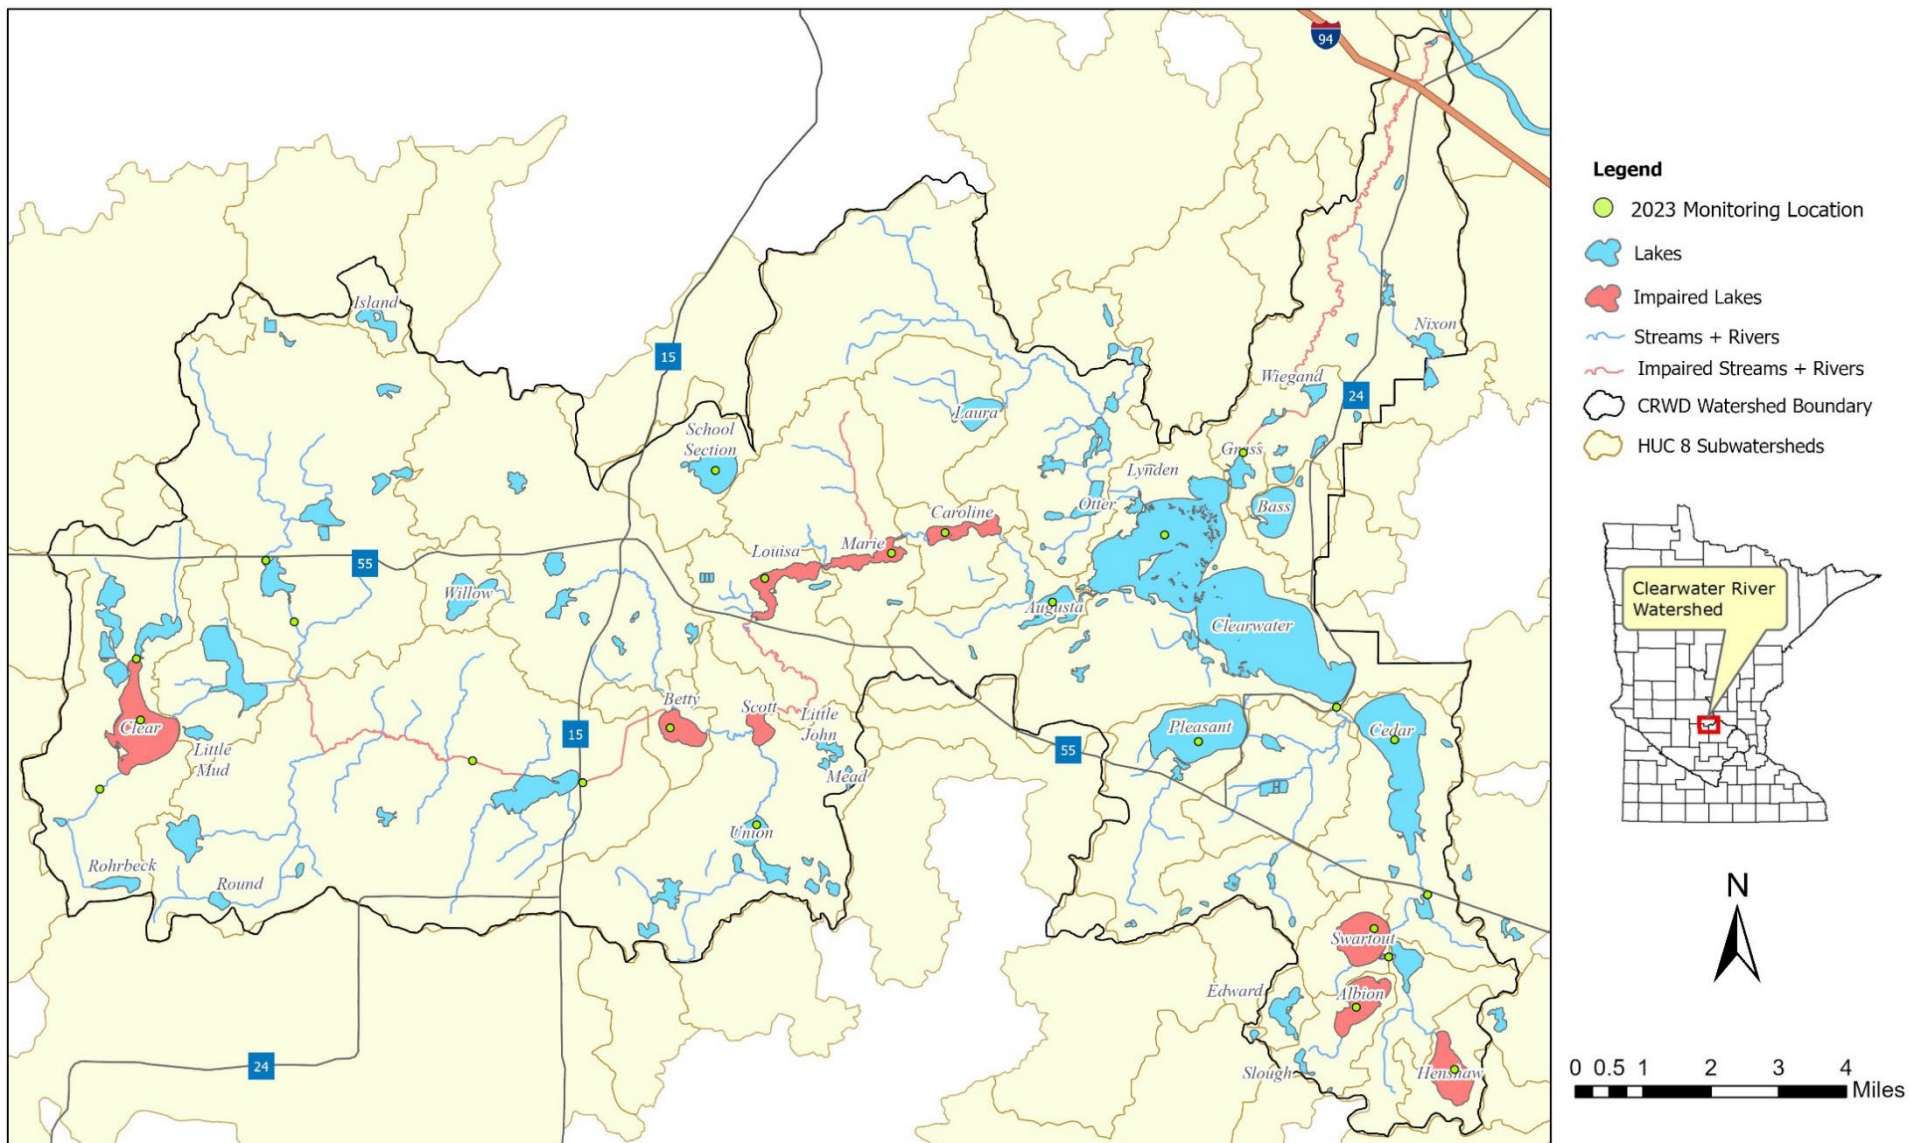 94
Island
15
Nixon
Wiegand
24
School
Section
Laura
Grass
Lynden
Otter
Bass
Caroline
Marie
Louisa
55
Willow
Augusta
Clearwater
Betty
Scott
Little
John
Clear
Little
Mud
15
Pleasant
Cedar
55
Mead
Union
Rohrbeck
Round
Swartout
Edward
Albion
Slough
Henshaw
24
Legend
2023 Monitoring Location
Lakes
Impaired Lakes
Streams + Rivers
Impaired Streams + Rivers
CRWD Watershed Boundary
HUC 8 Subwatersheds
Clearwater River
Watershed
N
0 0.5 1 2 3 4
Miles